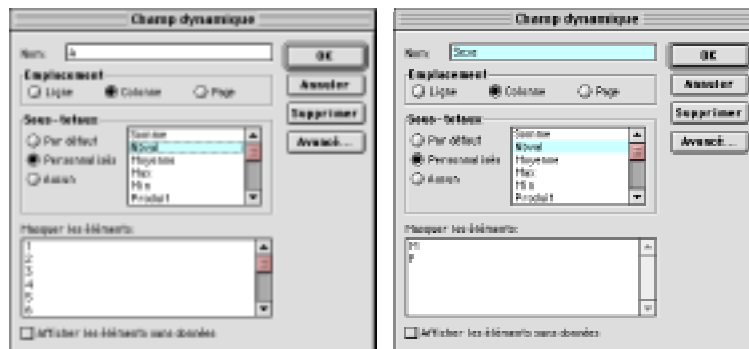 Champ dynamique
Nom: A
OK
Emplacement
Ligne Colonne Page
Annuler
Supprimer
Sous-totaux
Par défaut
Personnalisés
Aucun
Somme
Nbval
Moyenne
Max
Min
Produit
Avancé...
Masquer les éléments:
1
2
3
4
5
6
Afficher les éléments sans données
Champ dynamique
Nom: Sexe
OK
Emplacement
Ligne Colonne Page
Annuler
Supprimer
Sous-totaux
Par défaut
Personnalisés
Aucun
Somme
Nbval
Moyenne
Max
Min
Produit
Avancé...
Masquer les éléments:
M
F
Afficher les éléments sans données